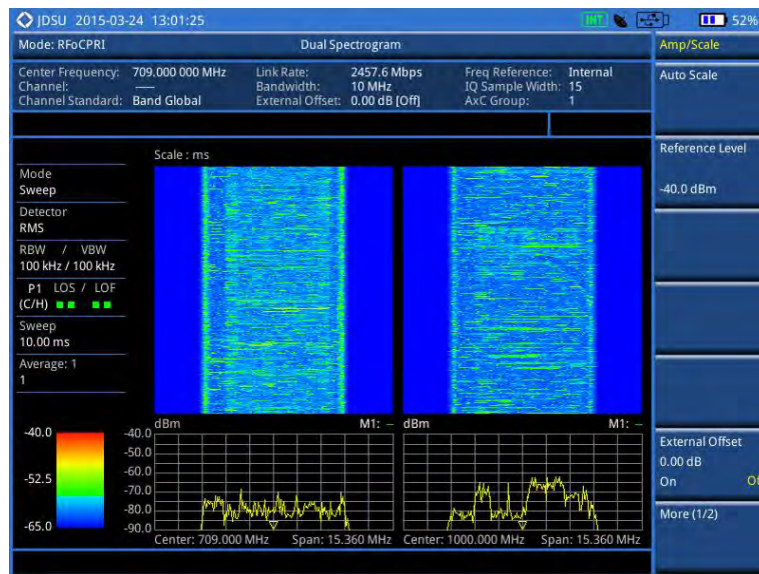 JDSU 2015-03-24 13:01:25 INT 52%
Mode: RFoCPRI Dual Spectrogram Amp/Scale
Center Frequency: 709.000 000 MHz Link Rate: 2457.6 Mbps Freq Reference: Internal
Channel: ---- Bandwidth: 10 MHz IQ Sample Width: 15
Channel Standard: Band Global External Offset: 0.00 dB [Off] AxC Group: 1
Auto Scale
Scale : ms
Reference Level
-40.0 dBm
Mode
Sweep
Detector
RMS
RBW / VBW
100 kHz / 100 kHz
P1 LOS / LOF
(C/H)
Sweep
10.00 ms
Average: 1
1
dBm M1: -- dBm M1: --
-40.0
-52.5
-65.0
-40.0
-50.0
-60.0
-70.0
-80.0
-90.0
Center: 709.000 MHz Span: 15.360 MHz Center: 1000.000 MHz Span: 15.360 MHz
External Offset
0.00 dB
On Of
More (1/2)